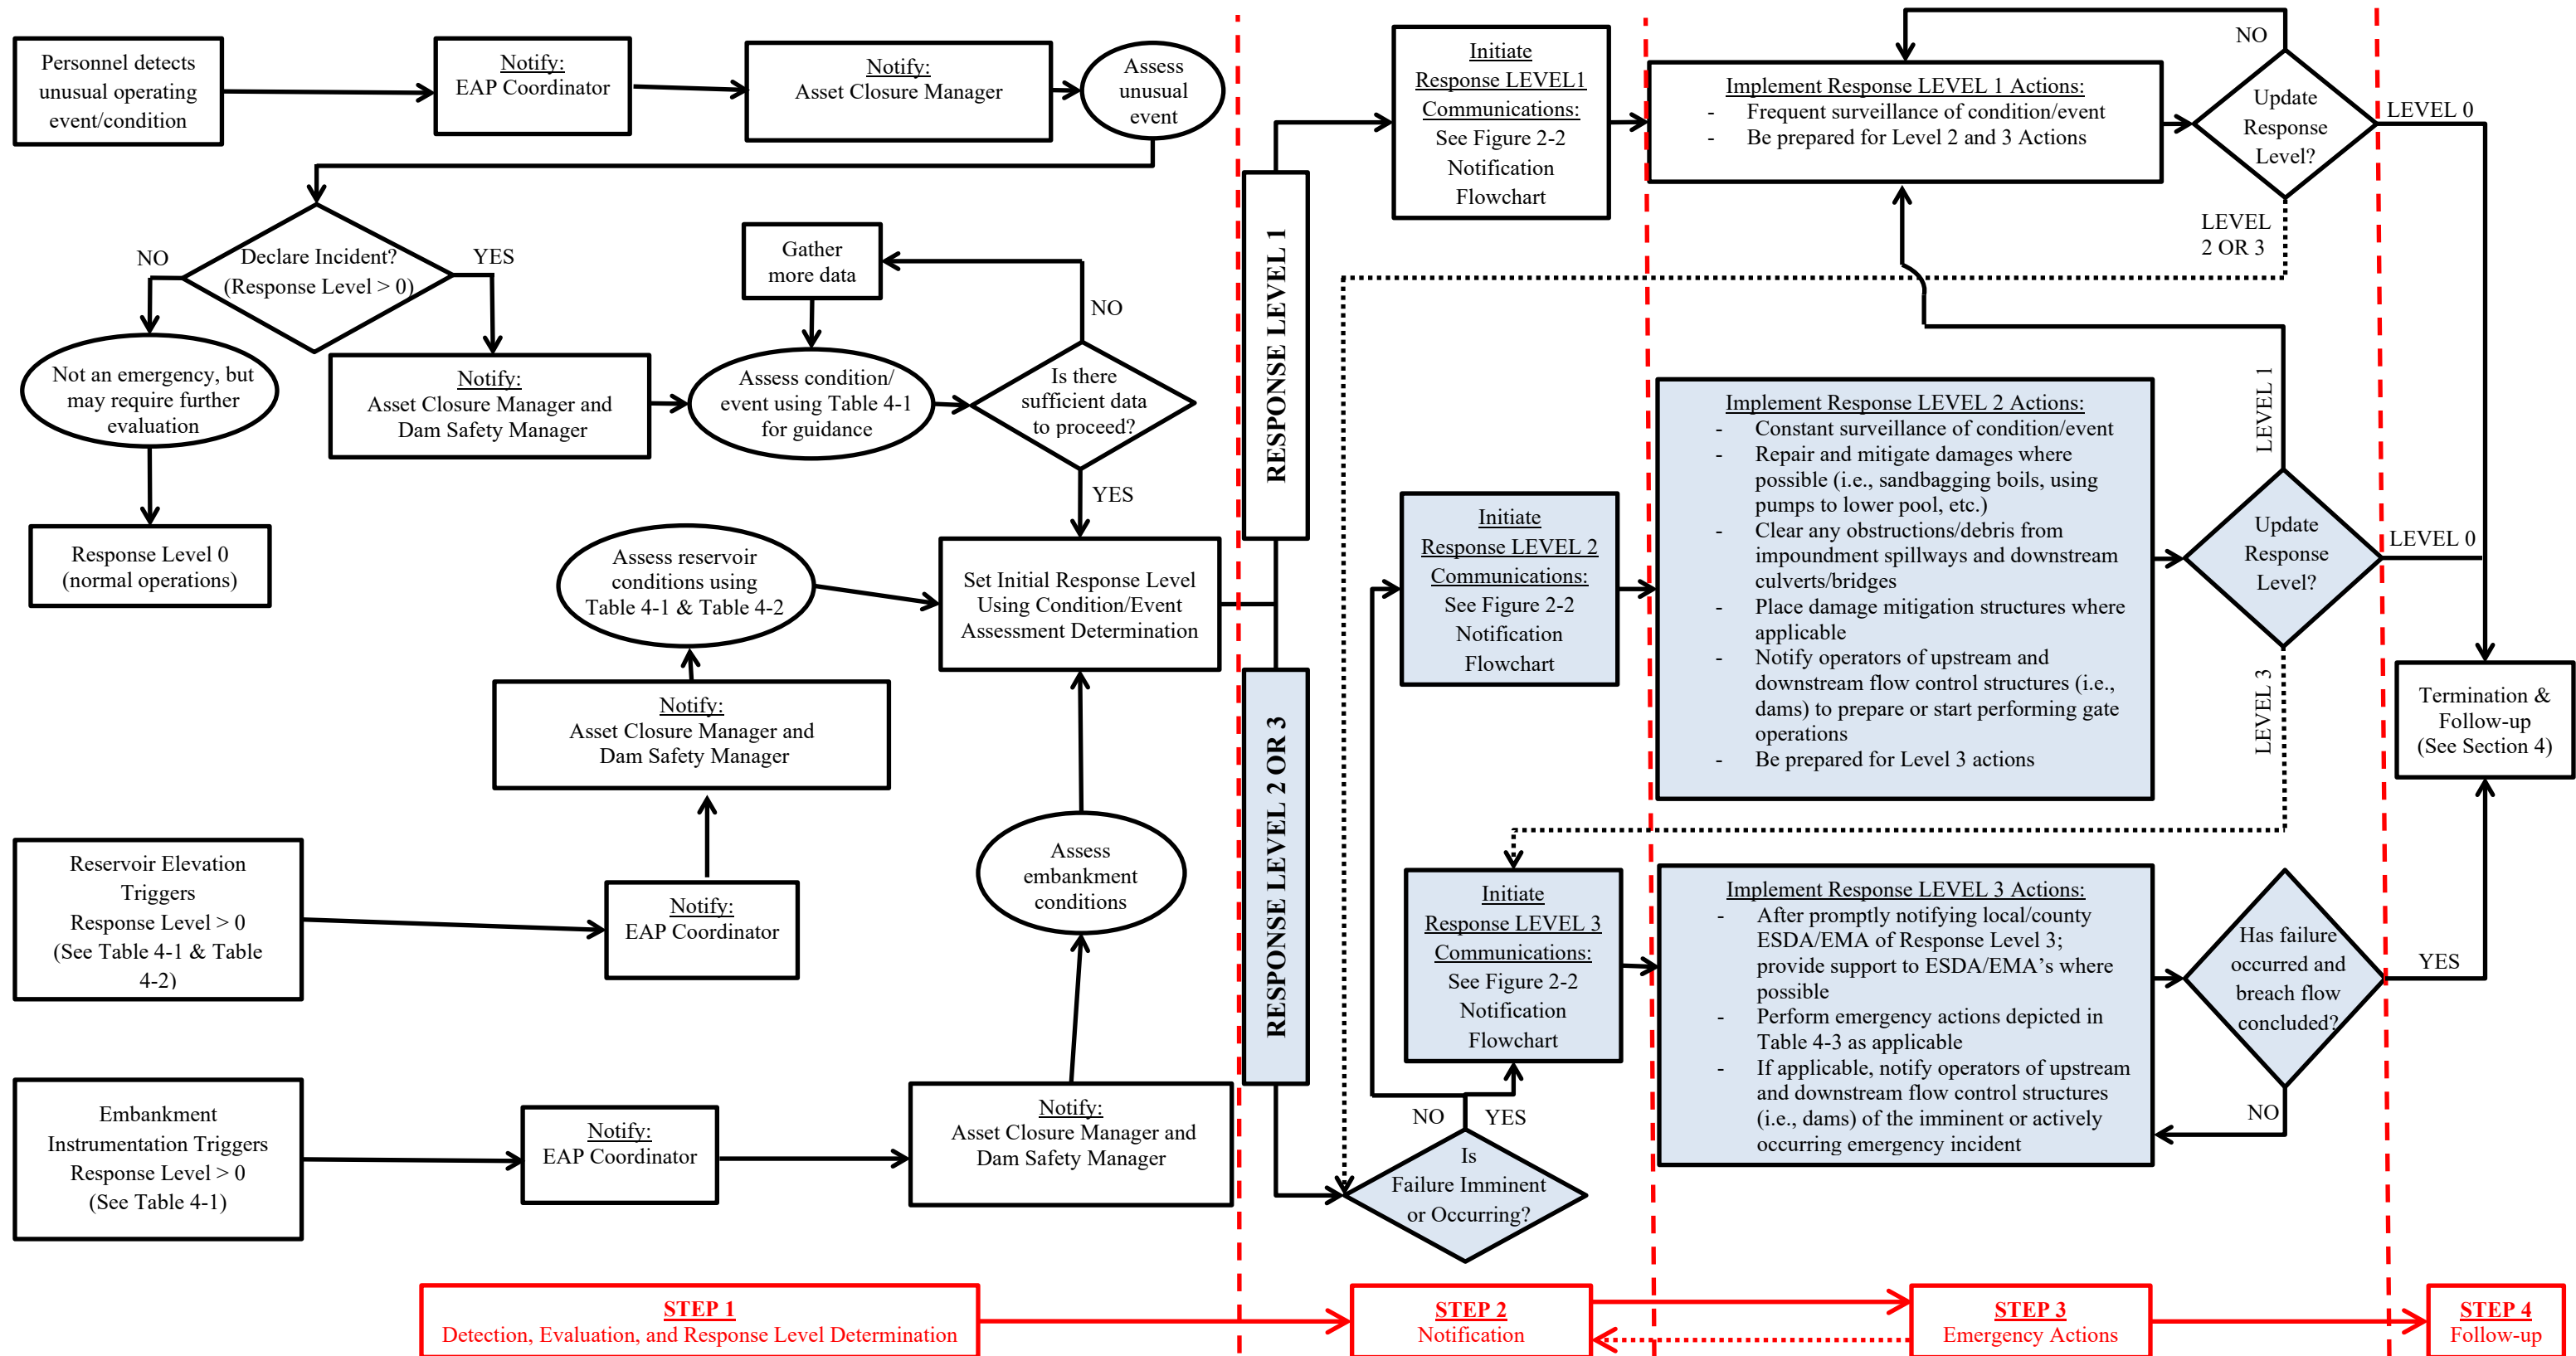 Personnel detects
unusual operating
event/condition
Notify:
EAP Coordinator
Notify:
Asset Closure Manager
Assess
unusual
event
NO
Declare Incident?
(Response Level > 0)
YES
Not an emergency, but
may require further
evaluation
Response Level 0
(normal operations)
Notify:
Asset Closure Manager and
Dam Safety Manager
Gather
more data
Assess condition/
event using Table 4-1
for guidance
NO
Is there
sufficient data
to proceed?
YES
Assess reservoir
conditions using
Table 4-1 & Table 4-2
Set Initial Response Level
Using Condition/Event
Assessment Determination
Notify:
Asset Closure Manager and
Dam Safety Manager
Reservoir Elevation
Triggers
Response Level > 0
(See Table 4-1 & Table
4-2)
Notify:
EAP Coordinator
Assess
embankment
conditions
Embankment
Instrumentation Triggers
Response Level > 0
(See Table 4-1)
Notify:
EAP Coordinator
Notify:
Asset Closure Manager and
Dam Safety Manager
RESPONSE LEVEL 1
RESPONSE LEVEL 2 OR 3
Initiate
Response LEVEL1
Communications:
See Figure 2-2
Notification
Flowchart
Implement Response LEVEL 1 Actions:
- Frequent surveillance of condition/event
- Be prepared for Level 2 and 3 Actions
NO
Update
Response
Level?
LEVEL 0
LEVEL
2 OR 3
Initiate
Response LEVEL 2
Communications:
See Figure 2-2
Notification
Flowchart
Implement Response LEVEL 2 Actions:
- Constant surveillance of condition/event
- Repair and mitigate damages where
possible (i.e., sandbagging boils, using
pumps to lower pool, etc.)
- Clear any obstructions/debris from
impoundment spillways and downstream
culverts/bridges
- Place damage mitigation structures where
applicable
- Notify operators of upstream and
downstream flow control structures (i.e.,
dams) to prepare or start performing gate
operations
- Be prepared for Level 3 actions
LEVEL 1
Update
Response
Level?
LEVEL 0
LEVEL 3
Termination &
Follow-up
(See Section 4)
Initiate
Response LEVEL 3
Communications:
See Figure 2-2
Notification
Flowchart
Implement Response LEVEL 3 Actions:
- After promptly notifying local/county
ESDA/EMA of Response Level 3;
provide support to ESDA/EMA’s where
possible
- Perform emergency actions depicted in
Table 4-3 as applicable
- If applicable, notify operators of upstream
and downstream flow control structures
(i.e., dams) of the imminent or actively
occurring emergency incident
Has failure
occurred and
breach flow
concluded?
YES
NO
NO
YES
Is
Failure Imminent
or Occurring?
STEP 1
Detection, Evaluation, and Response Level Determination
STEP 2
Notification
STEP 3
Emergency Actions
STEP 4
Follow-up